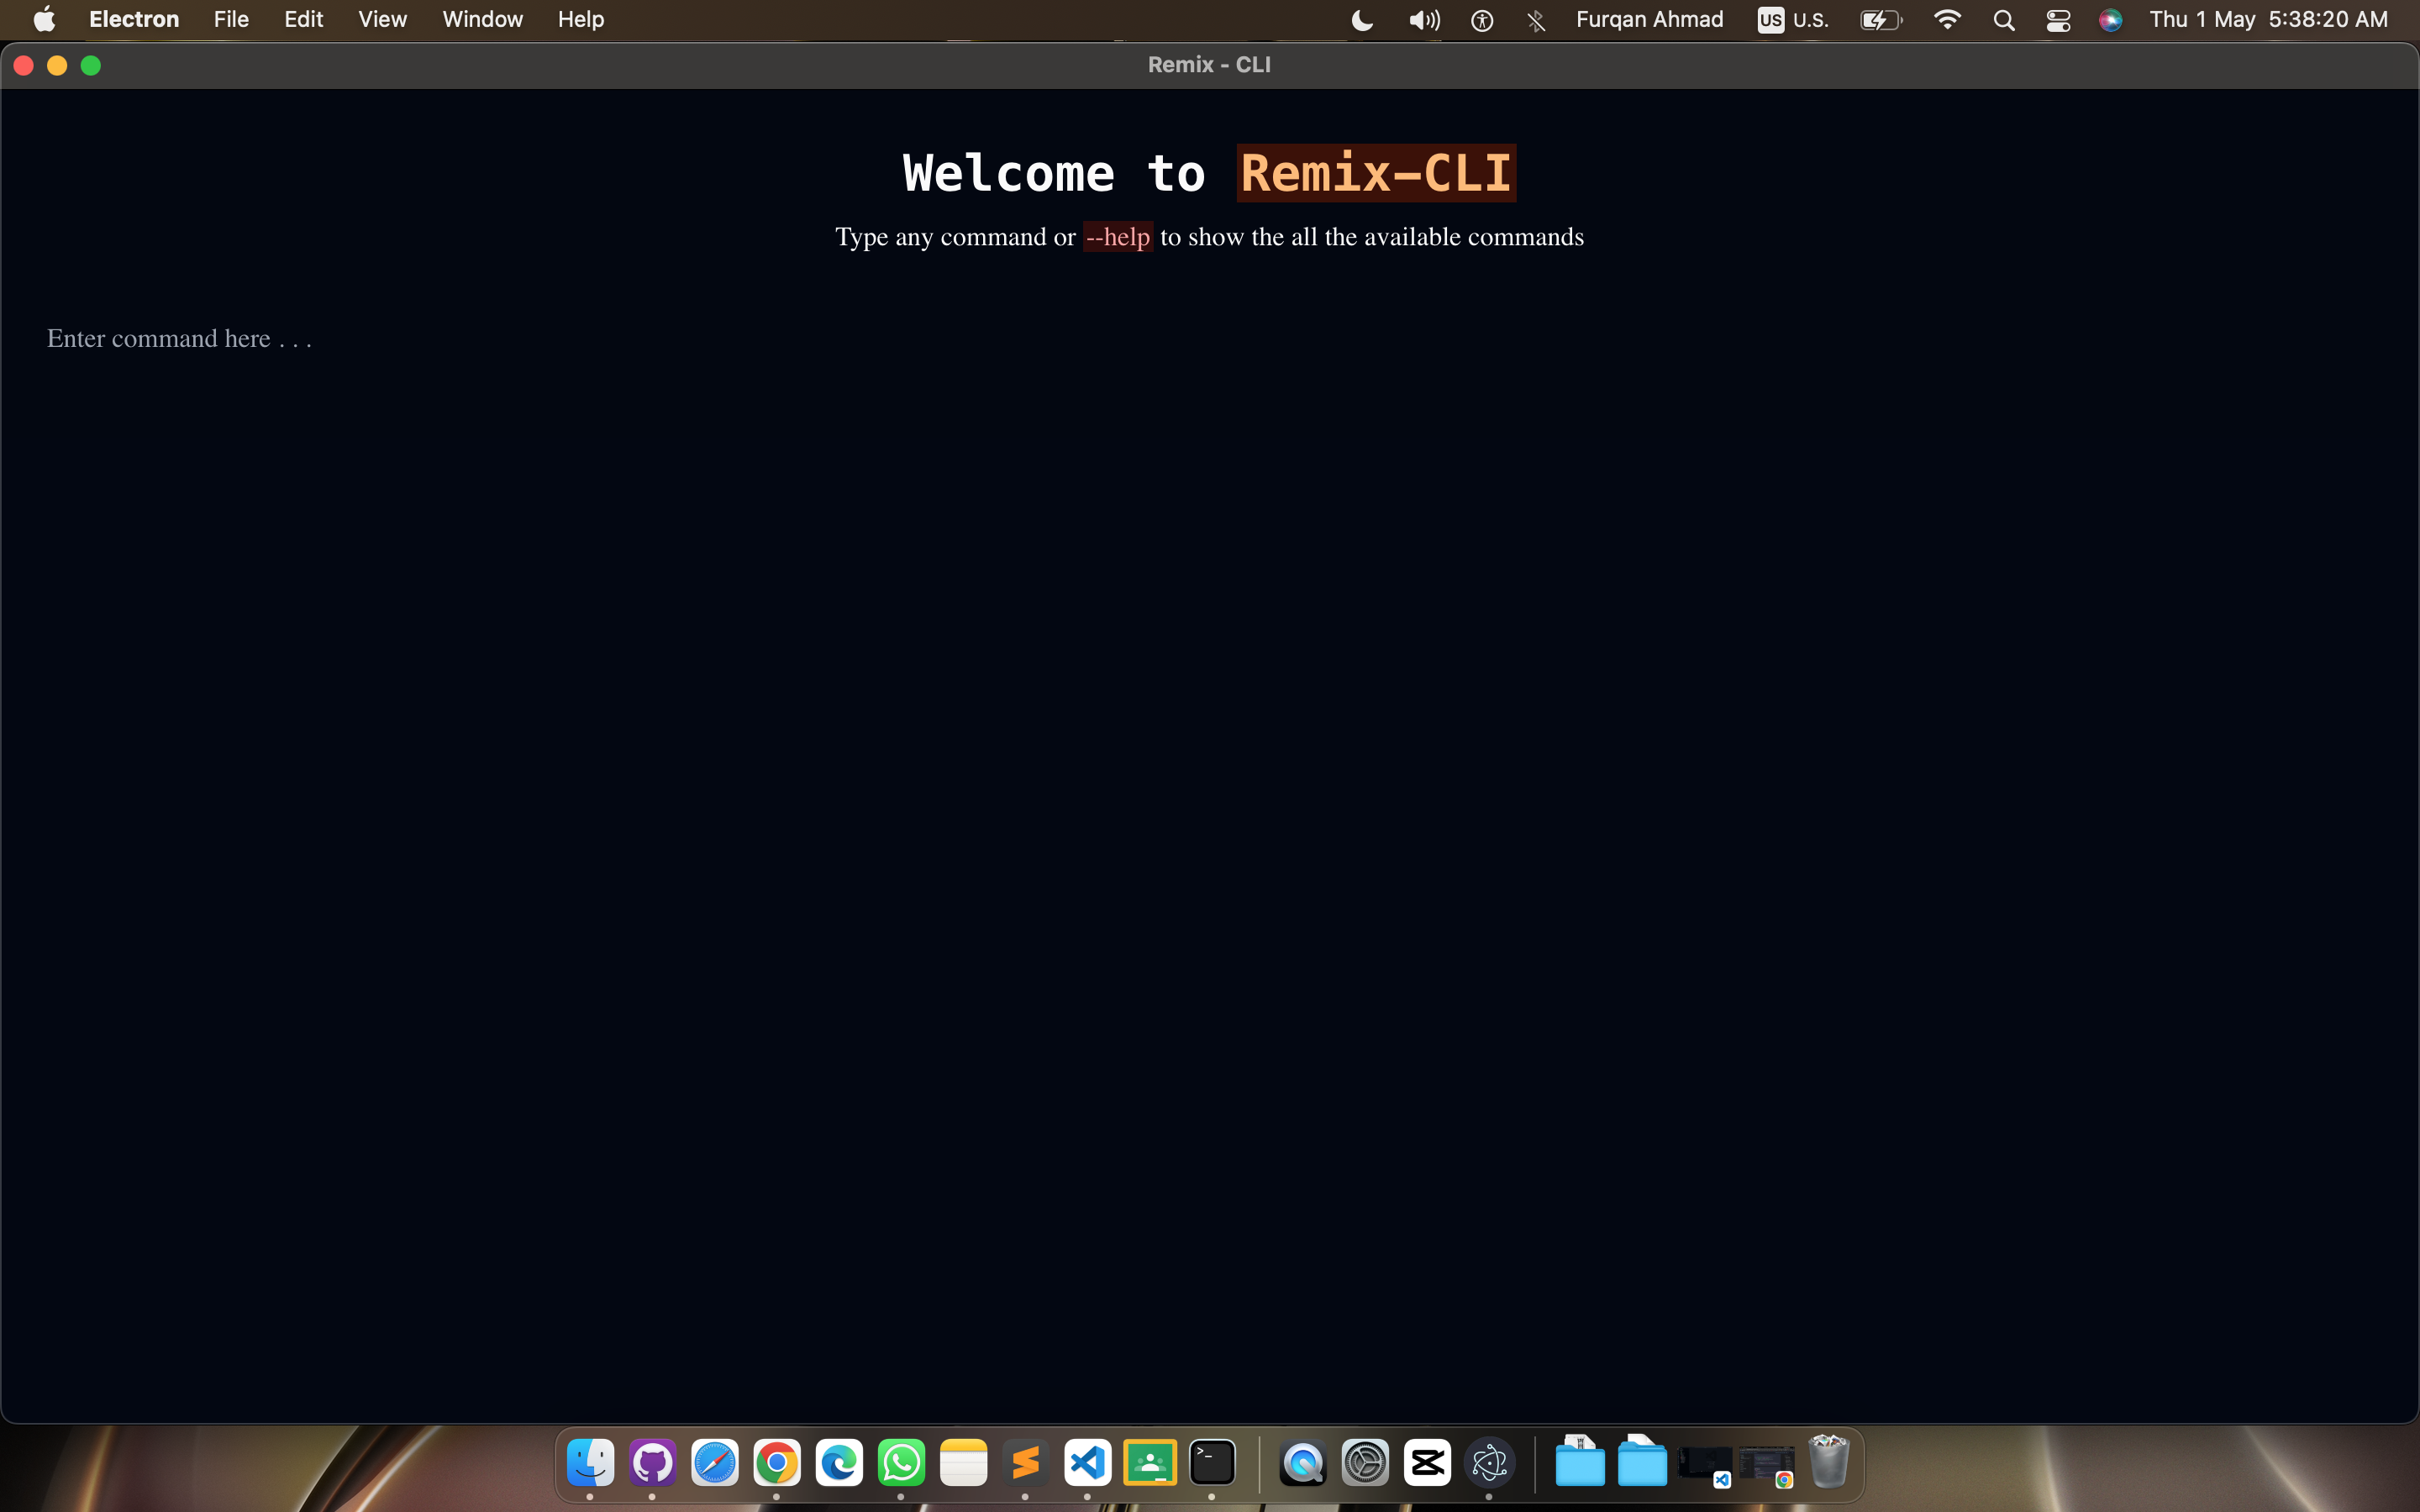 Electron File Edit View Window Help Furqan Ahmad US U.S. Thu 1 May 5:38:20 AM
Remix - CLI
Welcome to Remix-CLI
Type any command or --help to show the all the available commands
Enter command here . . .